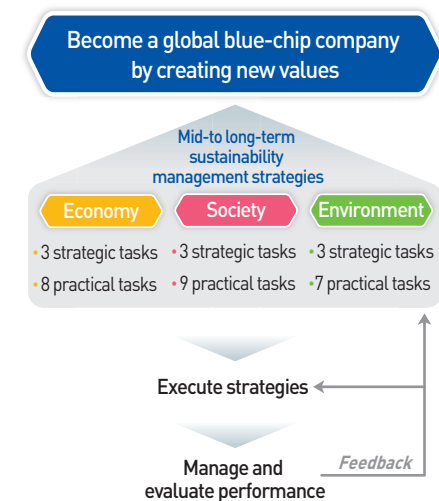 Become a global blue-chip company
by creating new values
Mid-to long-term
sustainability
management strategies
Economy
Society
Environment
• 3 strategic tasks
• 8 practical tasks
• 3 strategic tasks
• 9 practical tasks
• 3 strategic tasks
• 7 practical tasks
Execute strategies
Manage and
evaluate performance
Feedback